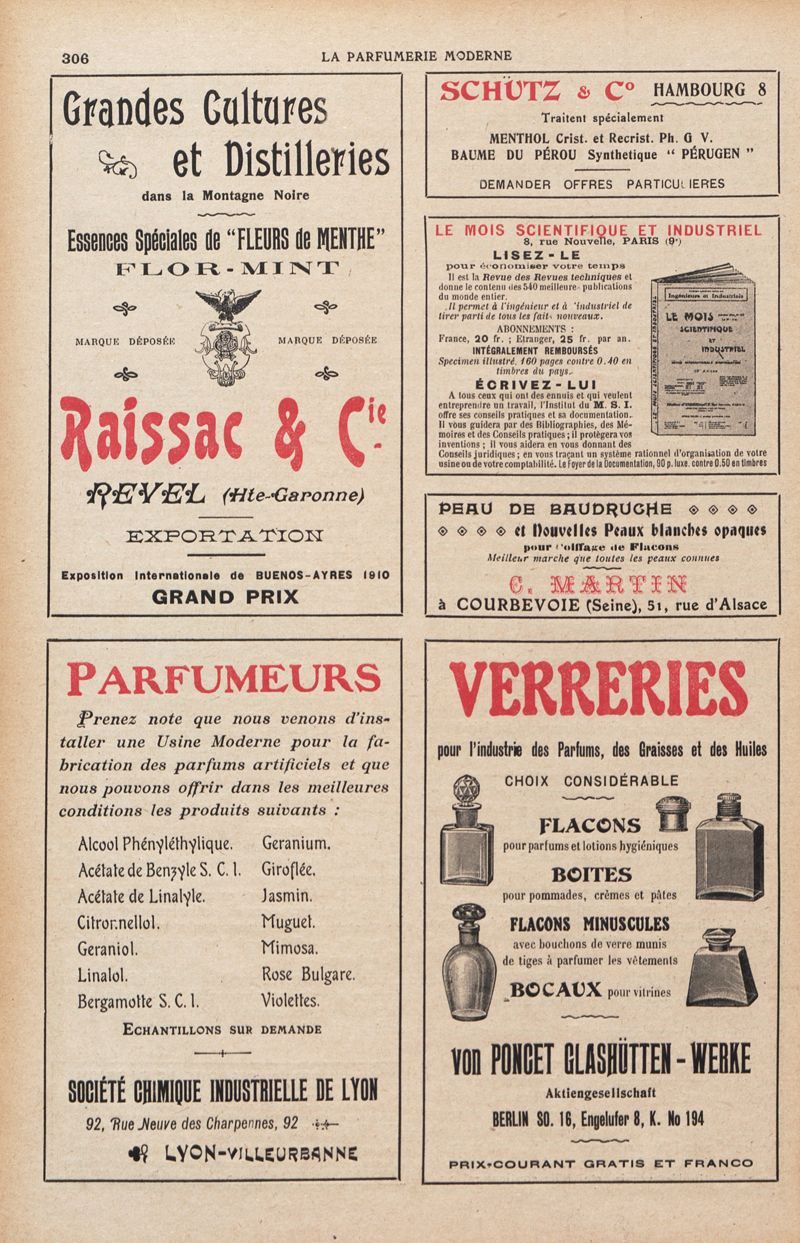 306
LA PARFUMERIE MODERNE
Grandes Cultures
et Distilleries
dans la Montagne Noire
Essences Spéciales de "FLEURS de MENTHE"
FLOR-MINT
MARQUE DÉPOSÉE
MARQUE DÉPOSÉE
Raissac & Cie
REVEL (Hte-Garonne)
EXPORTATION
Exposition Internationale de BUENOS-AYRES 1910
GRAND PRIX
SCHÜTZ & Co HAMBOURG 8
Traitent spécialement
MENTHOL Crist. et Recrist. Ph. G V.
BAUME DU PÉROU Synthetique " PÉRUGEN "
DEMANDER OFFRES PARTICULIERES
LE MOIS SCIENTIFIQUE ET INDUSTRIEL
8, rue Nouvelle, PARIS (9e)
LISEZ-LE
pour économiser votre temps
Il est la Revue des Revues techniques et
donne le contenu des 540 meilleures publications
du monde entier.
Il permet à l'ingénieur et à l'industriel de
tirer parti de tous les faits nouveaux.
ABONNEMENTS :
France, 20 fr. ; Etranger, 25 fr. par an.
INTÉGRALEMENT REMBOURSÉS
Specimen illustré, 160 pages contre 0.40 en
timbres du pays.
ÉCRIVEZ-LUI
A tous ceux qui ont des ennuis et qui veulent
entreprendre un travail, l'Institut du M. S. I.
offre ses conseils pratiques et sa documentation.
Il vous guidera par des Bibliographies, des Mé-
moires et des Conseils pratiques ; il protègera vos
inventions ; il vous aidera en vous donnant des
Conseils juridiques ; en vous traçant un système rationnel d'organisation de votre
usine ou de votre comptabilité. Le Foyer de la Documentation, 90 p. luxe. contre 0.50 en timbres
Ingénieurs et Industriels
LE MOIS
SCIENTIFIQUE
ET
INDUSTRIEL
PEAU DE BAUDRUCHE
et Nouvelles Peaux blanches opaques
pour Coiffage de Flacons
Meilleur marche que toutes les peaux connues
C. MARTIN
à COURBEVOIE (Seine), 51, rue d'Alsace
PARFUMEURS
Prenez note que nous venons d'ins-
taller une Usine Moderne pour la fa-
brication des parfums artificiels et que
nous pouvons offrir dans les meilleures
conditions les produits suivants :
Alcool Phényléthylique. Geranium.
Acétate de Benzyle S. C. I. Giroflée.
Acétate de Linalyle. Jasmin.
Citronnellol. Muguet.
Geraniol. Mimosa.
Linalol. Rose Bulgare.
Bergamotte S. C. I. Violettes.
ECHANTILLONS SUR DEMANDE
SOCIÉTÉ CHIMIQUE INDUSTRIELLE DE LYON
92, Rue Neuve des Charpennes, 92
LYON-VILLEURBANNE
VERRERIES
pour l'industrie des Parfums, des Graisses et des Huiles
CHOIX CONSIDÉRABLE
FLACONS
pour parfums et lotions hygiéniques
BOITES
pour pommades, crèmes et pâtes
FLACONS MINUSCULES
avec bouchons de verre munis
de tiges à parfumer les vêtements
BOCAUX pour vitrines
von PONCET GLASHÜTTEN-WERKE
Aktiengesellschaft
BERLIN SO. 16, Engelufer 8, K. No 194
PRIX-COURANT GRATIS ET FRANCO